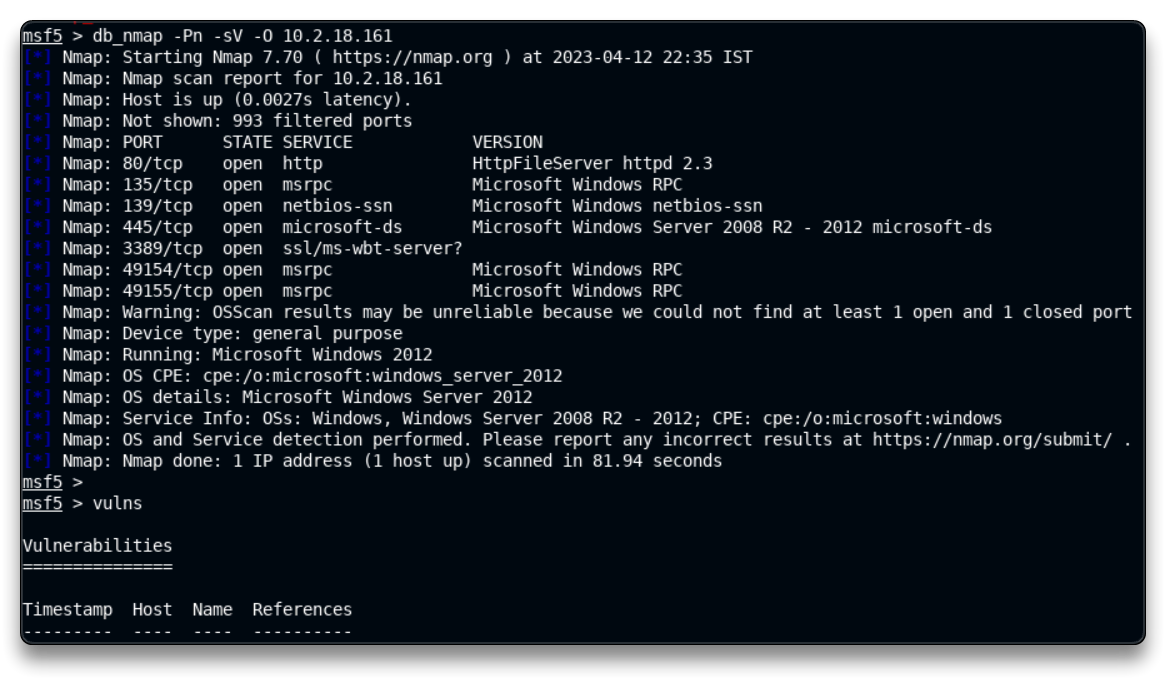 msf5 > db_nmap -Pn -sV -O 10.2.18.161
[*] Nmap: Starting Nmap 7.70 ( https://nmap.org ) at 2023-04-12 22:35 IST
[*] Nmap: Nmap scan report for 10.2.18.161
[*] Nmap: Host is up (0.0027s latency).
[*] Nmap: Not shown: 993 filtered ports
[*] Nmap: PORT      STATE SERVICE            VERSION
[*] Nmap: 80/tcp    open  http               HttpFileServer httpd 2.3
[*] Nmap: 135/tcp   open  msrpc              Microsoft Windows RPC
[*] Nmap: 139/tcp   open  netbios-ssn        Microsoft Windows netbios-ssn
[*] Nmap: 445/tcp   open  microsoft-ds       Microsoft Windows Server 2008 R2 - 2012 microsoft-ds
[*] Nmap: 3389/tcp  open  ssl/ms-wbt-server?
[*] Nmap: 49154/tcp open  msrpc              Microsoft Windows RPC
[*] Nmap: 49155/tcp open  msrpc              Microsoft Windows RPC
[*] Nmap: Warning: OSScan results may be unreliable because we could not find at least 1 open and 1 closed port
[*] Nmap: Device type: general purpose
[*] Nmap: Running: Microsoft Windows 2012
[*] Nmap: OS CPE: cpe:/o:microsoft:windows_server_2012
[*] Nmap: OS details: Microsoft Windows Server 2012
[*] Nmap: Service Info: OSs: Windows, Windows Server 2008 R2 - 2012; CPE: cpe:/o:microsoft:windows
[*] Nmap: OS and Service detection performed. Please report any incorrect results at https://nmap.org/submit/ .
[*] Nmap: Nmap done: 1 IP address (1 host up) scanned in 81.94 seconds
msf5 >
msf5 > vulns
Vulnerabilities
===============
Timestamp  Host  Name  References
---------  ----  ----  ----------